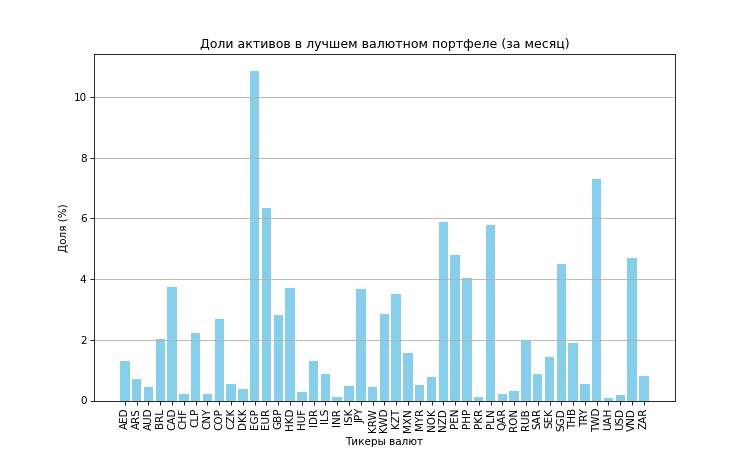 Доли активов в лучшем валютном портфеле (за месяц)
Доля (%)
10
8
6
4
2
0
AED ARS AUD BRL CAD CHF CLP CNY COP CZK DKK EGP EUR GBP HKD HUF IDR ILS INR ISK JPY KRW KWD KZT MXN MYR NOK NZD PEN PHP PKR PLN QAR RON RUB SAR SEK SGD THB TRY TWD UAH USD VND ZAR
Тикеры валют